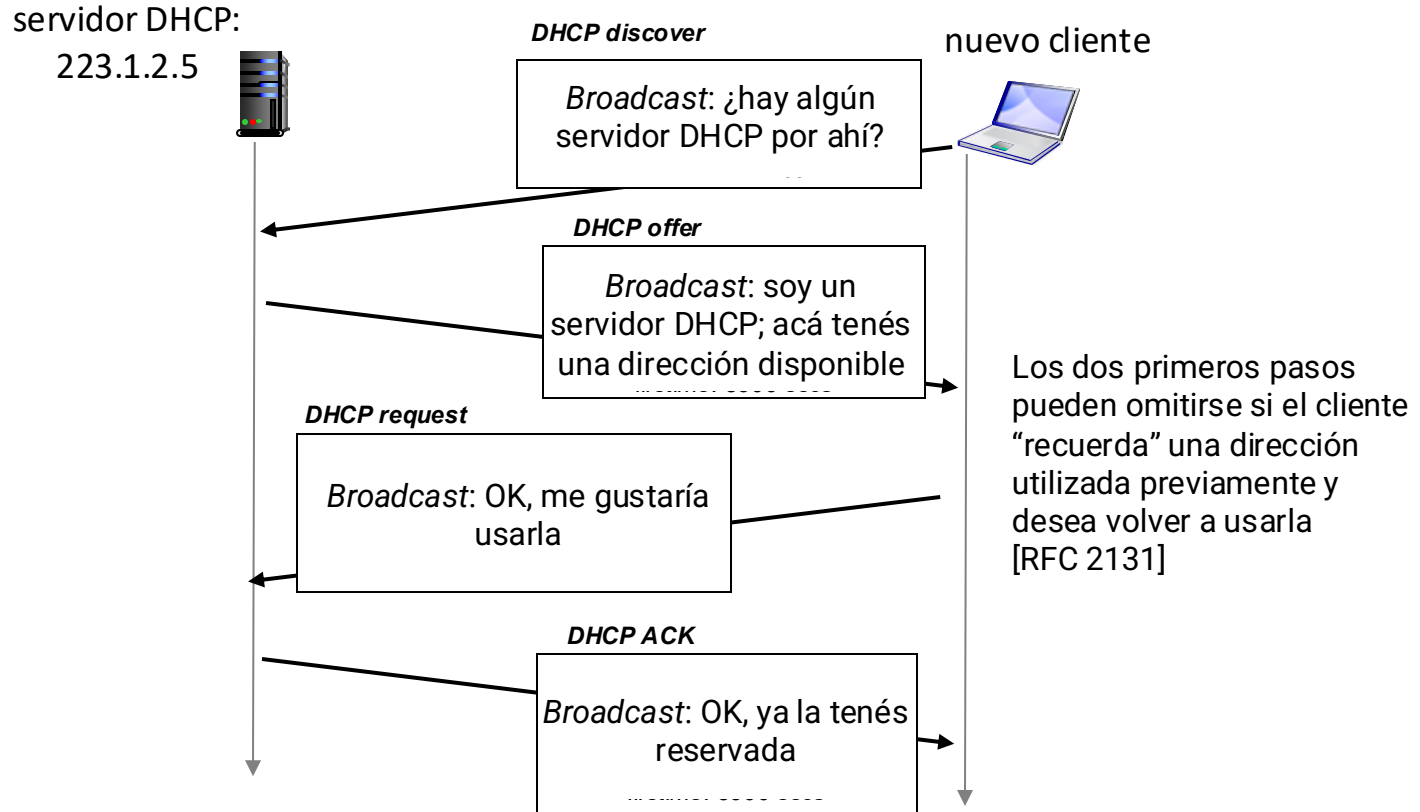 servidor DHCP:
223.1.2.5
DHCP discover
nuevo cliente
Broadcast: ¿hay algún
servidor DHCP por ahí?
DHCP offer
Broadcast: soy un
servidor DHCP; acá tenés
una dirección disponible
Los dos primeros pasos
pueden omitirse si el cliente
“recuerda” una dirección
utilizada previamente y
desea volver a usarla
[RFC 2131]
DHCP request
Broadcast: OK, me gustaría
usarla
DHCP ACK
Broadcast: OK, ya la tenés
reservada